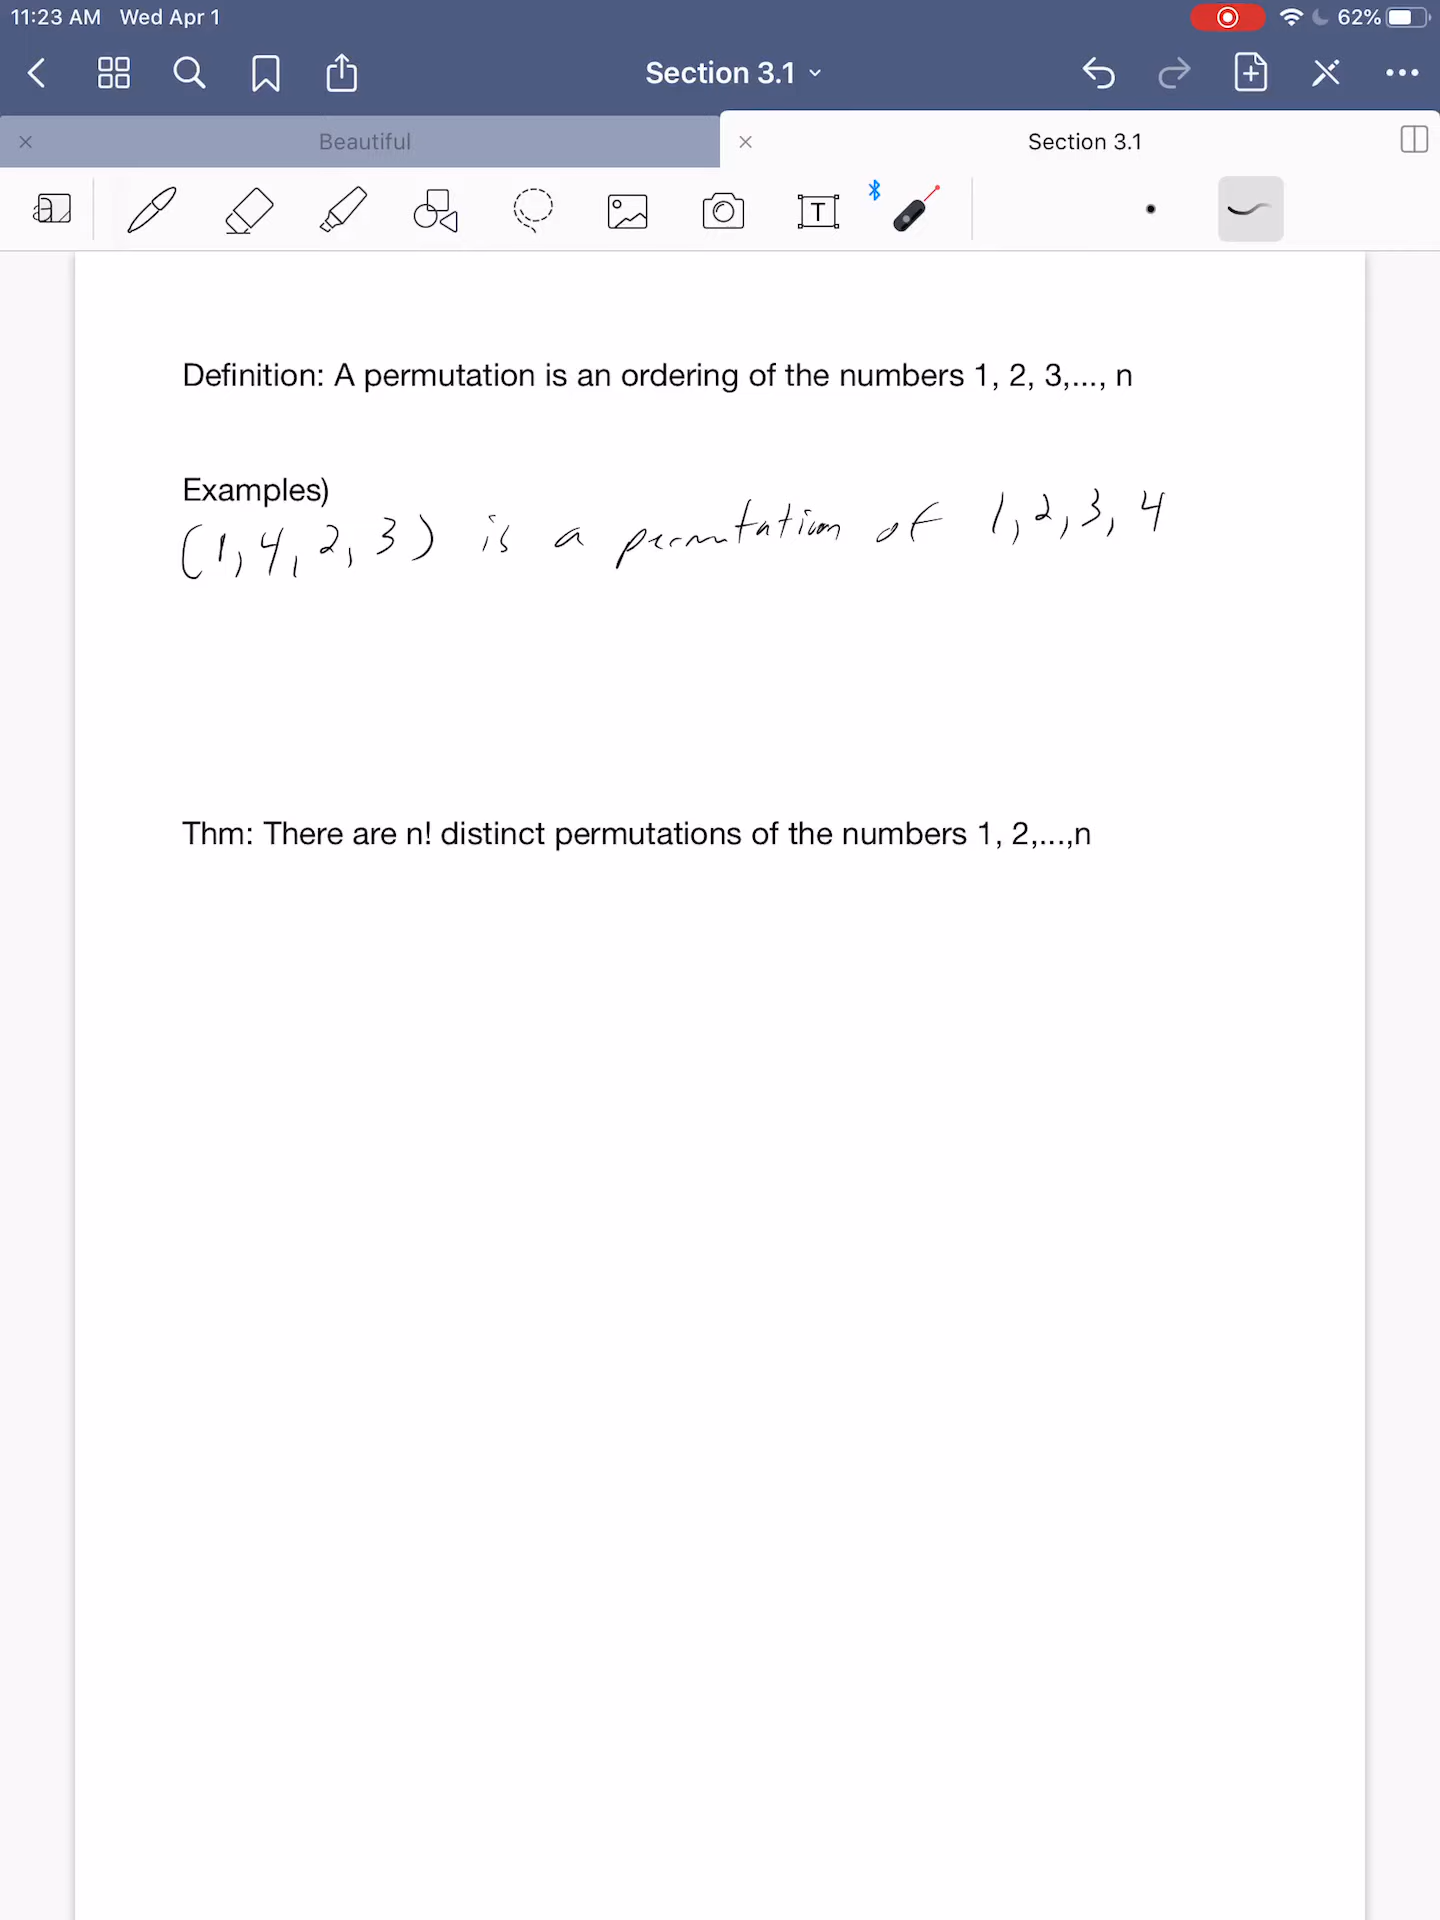 11:23 AM Wed Apr 1
62%
Section 3.1
Beautiful
Section 3.1
Definition: A permutation is an ordering of the numbers 1, 2, 3,..., n
Examples)
(1, 4, 2, 3) is a permutation of 1, 2, 3, 4
Thm: There are n! distinct permutations of the numbers 1, 2,...,n